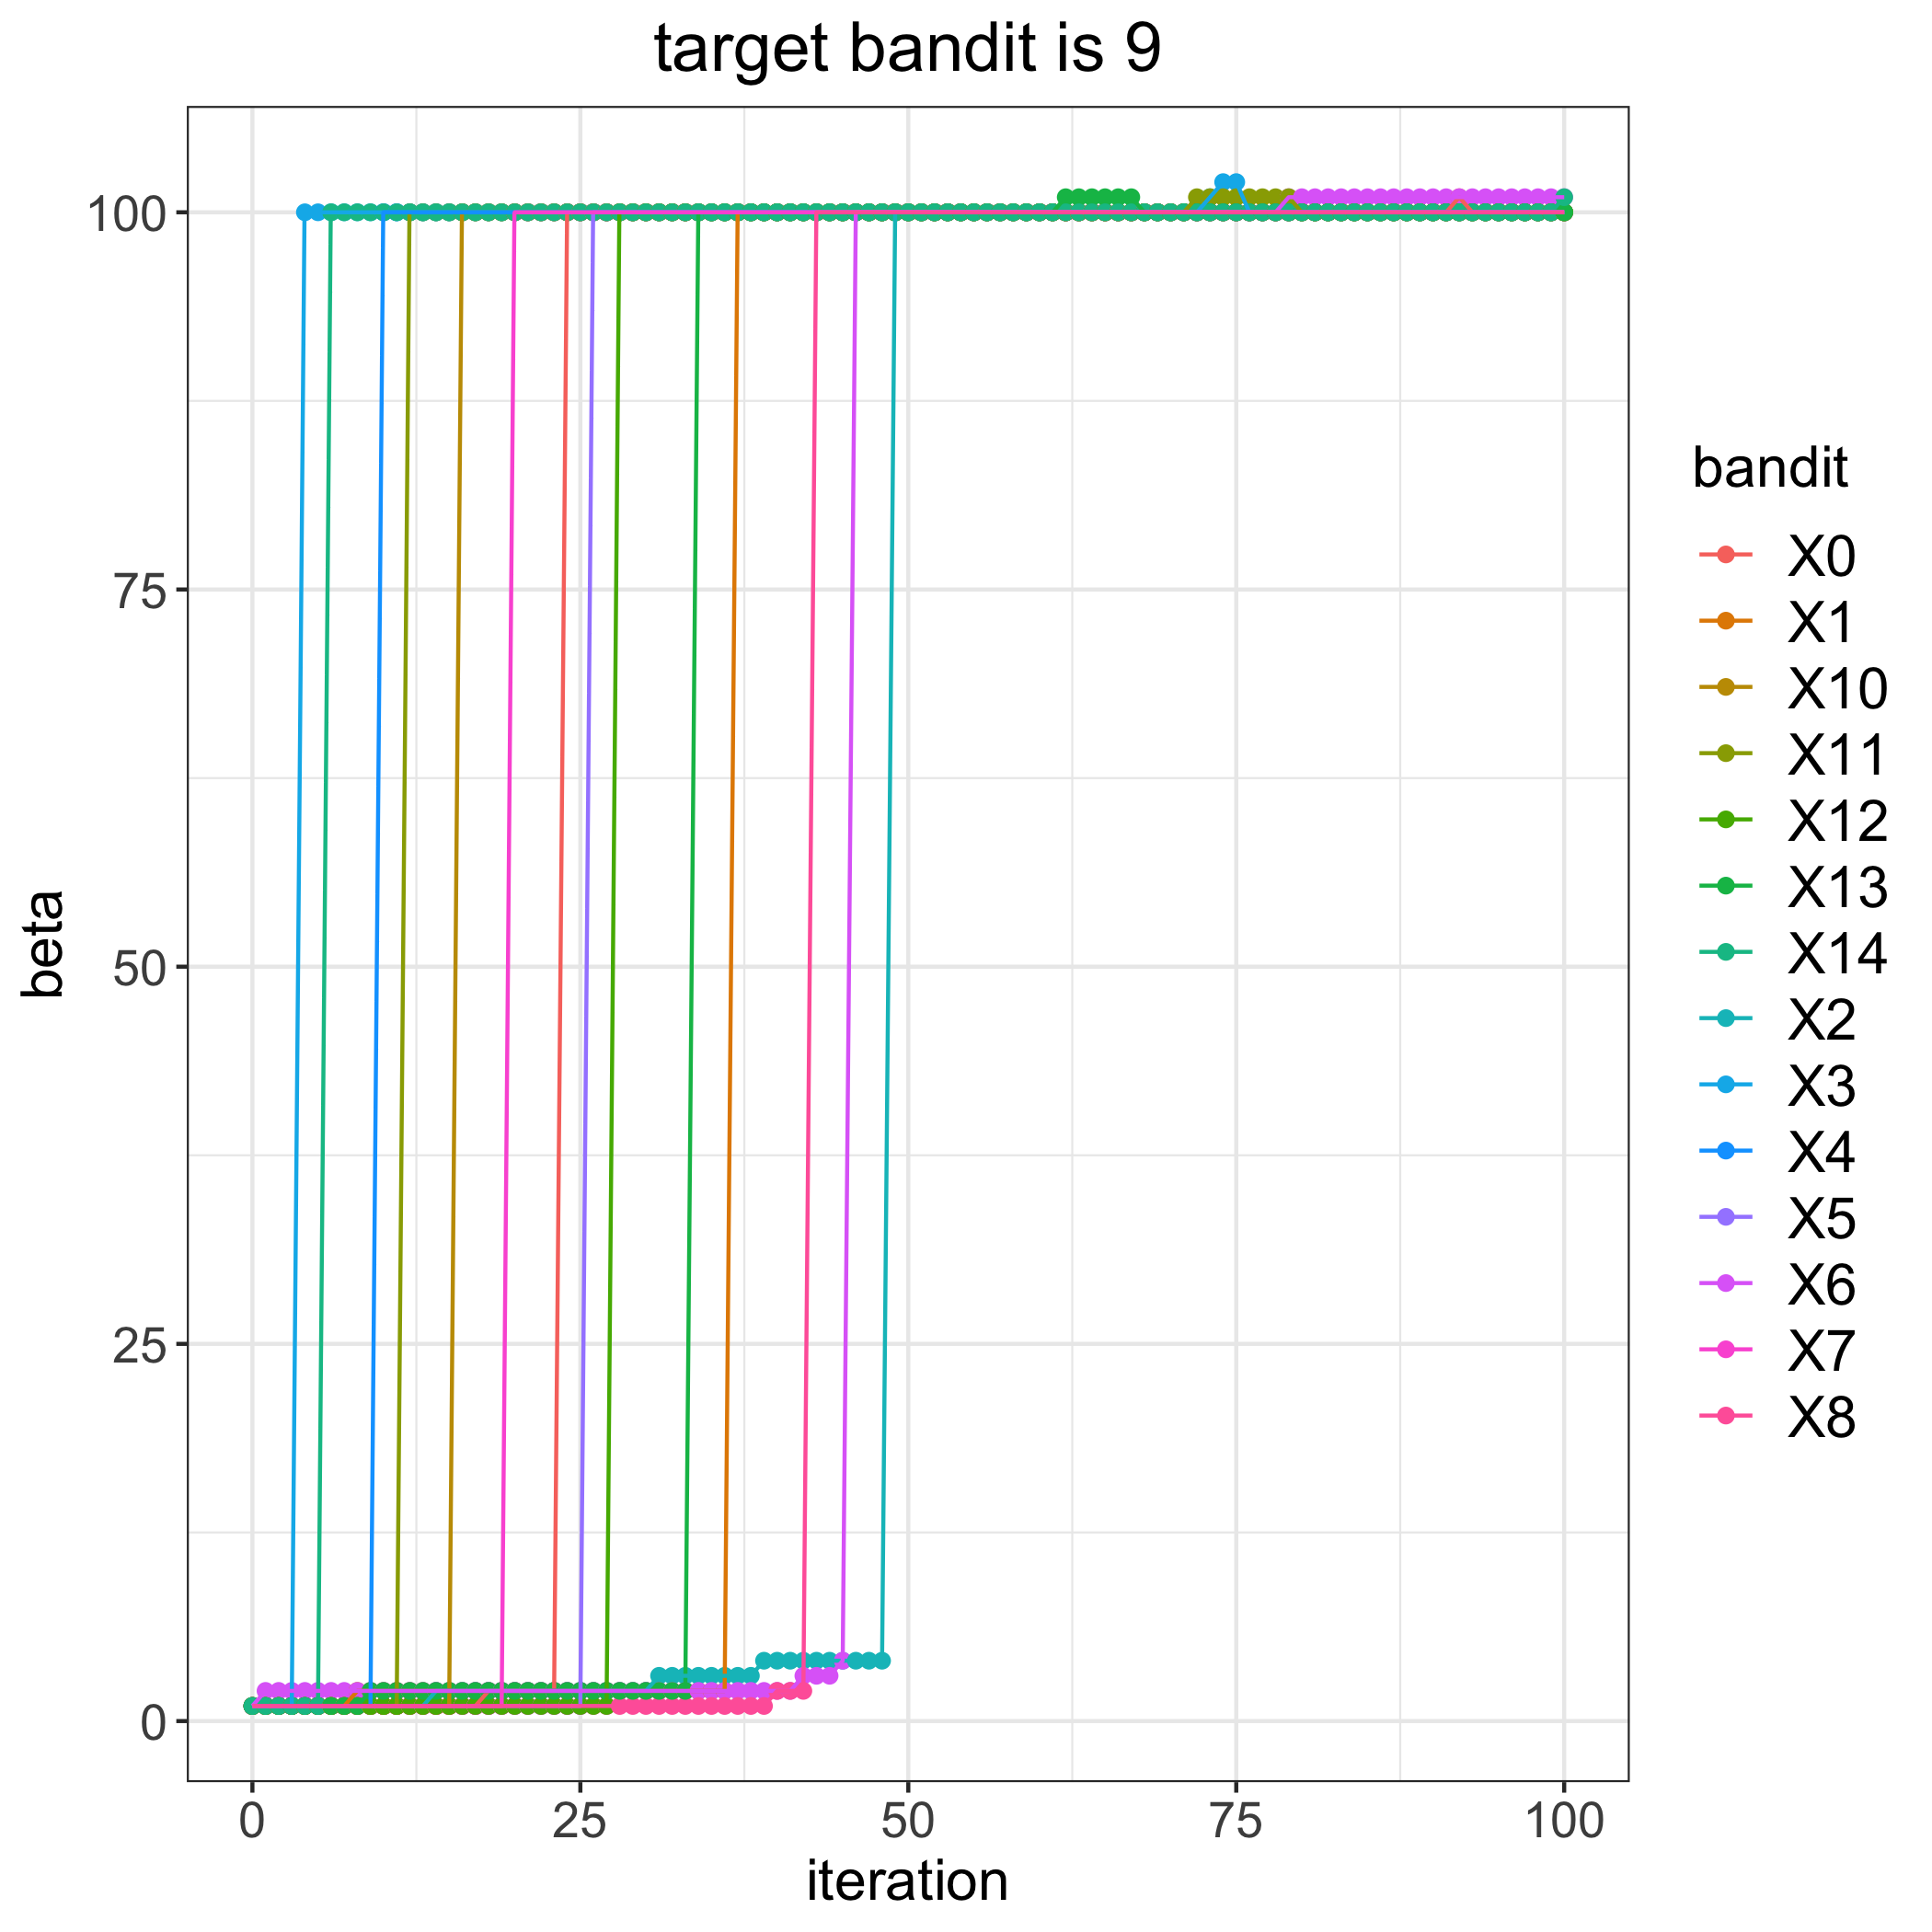 target bandit is 9
100
75
50
25
0
beta
0 25 50 75 100
iteration
bandit
X0
X1
X10
X11
X12
X13
X14
X2
X3
X4
X5
X6
X7
X8